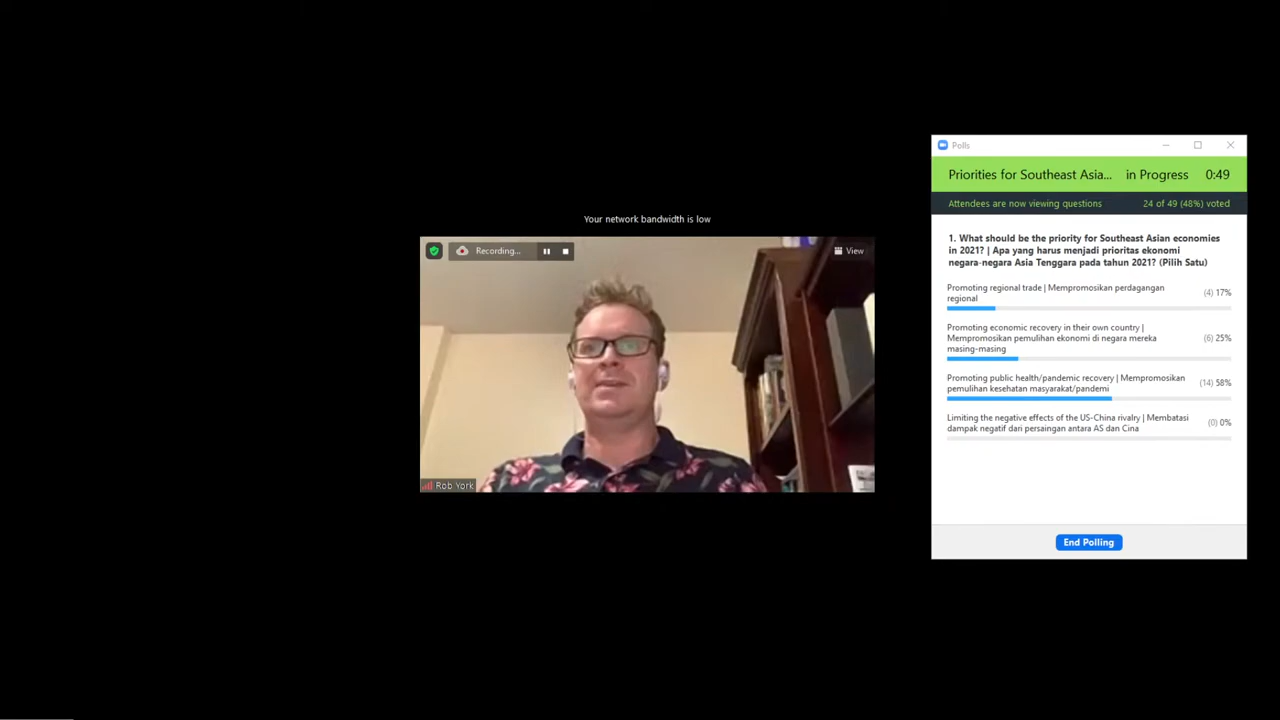 Your network bandwidth is low
Recording...
View
Rob York
Polls
Priorities for Southeast Asia... in Progress 0:49
Attendees are now viewing questions 24 of 49 (48%) voted
1. What should be the priority for Southeast Asian economies
in 2021? | Apa yang harus menjadi prioritas ekonomi
negara-negara Asia Tenggara pada tahun 2021? (Pilih Satu)
Promoting regional trade | Mempromosikan perdagangan
regional
(4) 17%
Promoting economic recovery in their own country |
Mempromosikan pemulihan ekonomi di negara mereka
masing-masing
(6) 25%
Promoting public health/pandemic recovery | Mempromosikan
pemulihan kesehatan masyarakat/pandemi
(14) 58%
Limiting the negative effects of the US-China rivalry | Membatasi
dampak negatif dari persaingan antara AS dan Cina
(0) 0%
End Polling